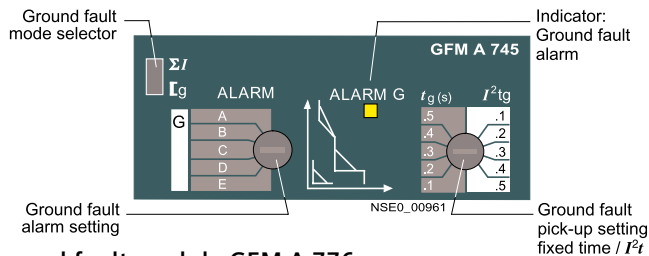 Ground fault
mode selector
Indicator:
Ground fault
alarm
GFM A 745
ΣI
g
ALARM
ALARM G
tg (s)
I²tg
G
A
B
C
D
E
.5
.4
.3
.2
.1
.1
.2
.3
.4
.5
NSE0_00961
Ground fault
alarm setting
Ground fault
pick-up setting
fixed time / I²t
GFM A 776